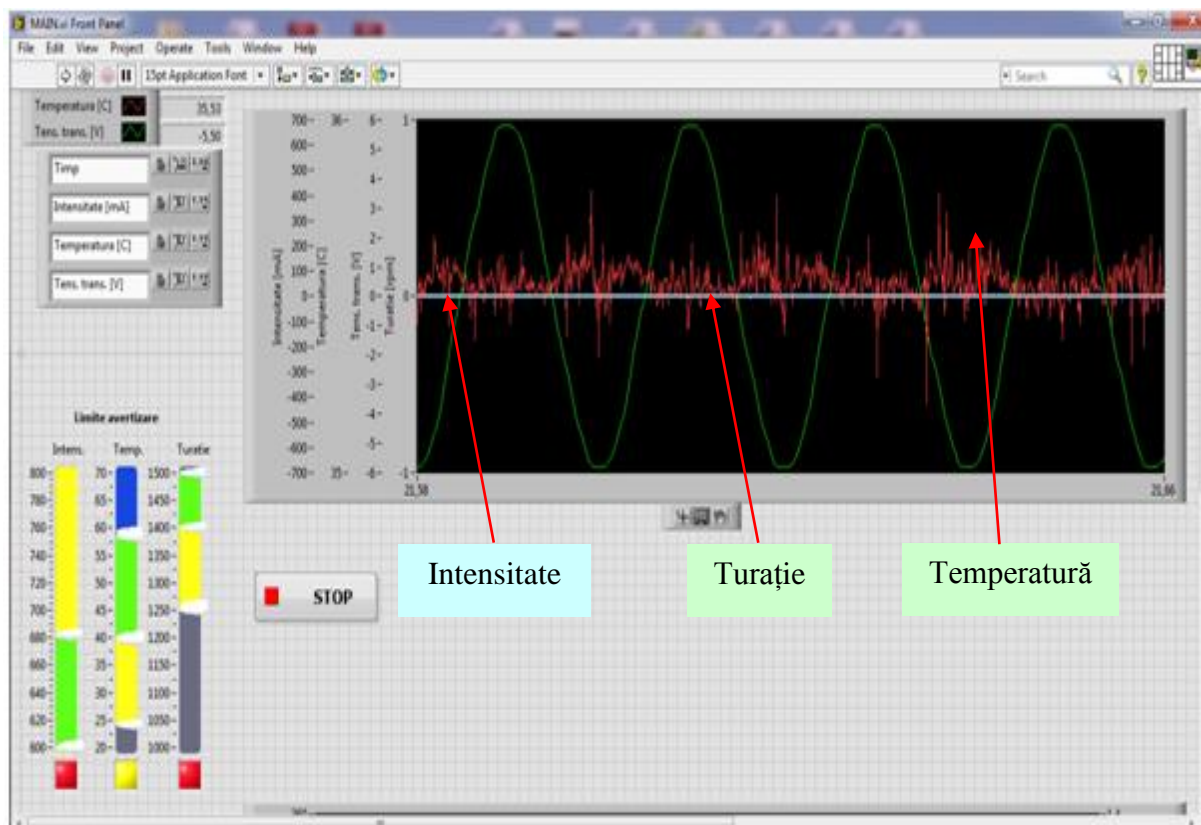 MAIN.vi Front Panel
File Edit View Project Operate Tools Window Help
15pt Application Font
Search
Temperatura [C] 35,53
Tens. trans. [V] -5,50
Timp
Intensitate [mA]
Temperatura [C]
Tens. trans. [V]
Intensitate [mA]
700
600
500
400
300
200
100
0
-100
-200
-300
-400
-500
-600
-700
Temperatura [C]
36
35
Tens. trans. [V]
6
5
4
3
2
1
0
-1
-2
-3
-4
-5
-6
Turatie [rpm]
1
0
-1
21,58 21,66
Intensitate Turație Temperatură
STOP
Limite avertizare
Intens. Temp. Turatie
800 70 1500
780 65 1450
760 60 1400
740 55 1350
720 50 1300
700 45 1250
680 40 1200
660 35 1150
640 30 1100
620 25 1050
600 20 1000